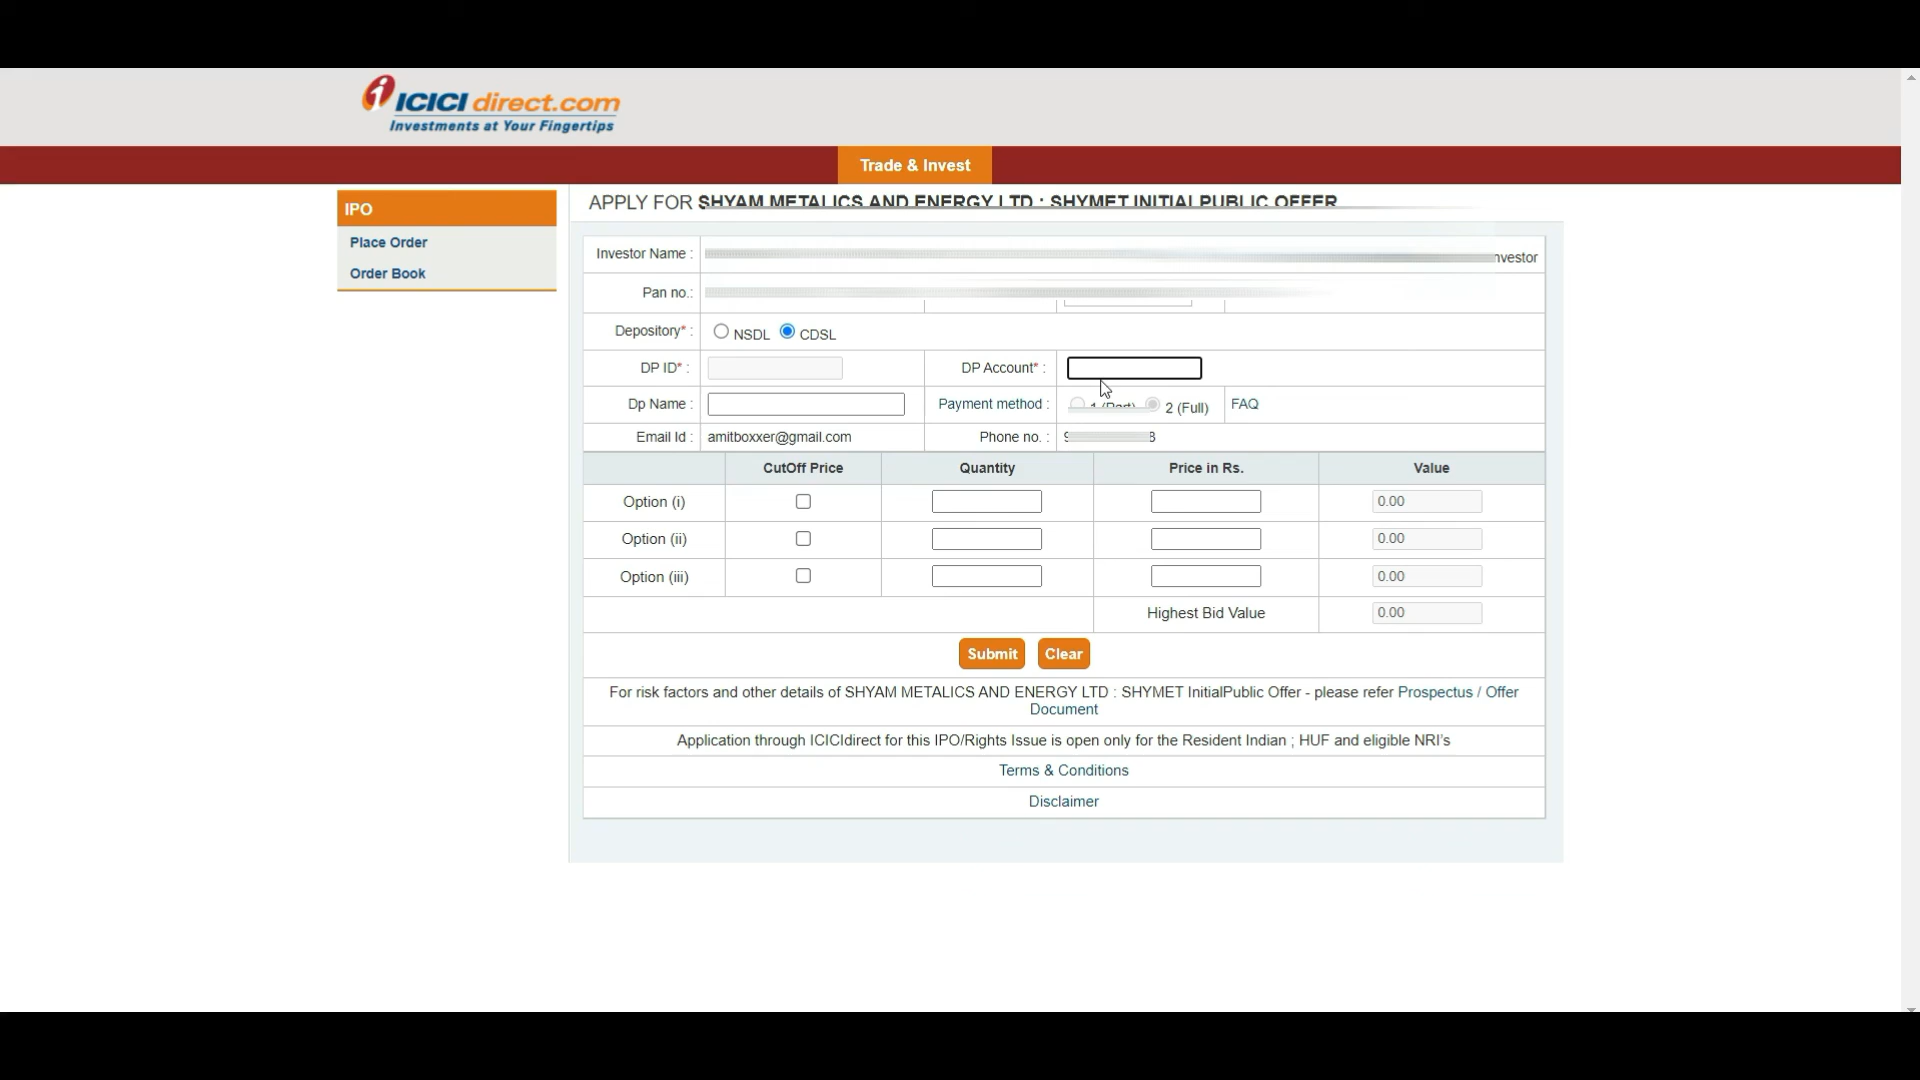 ICICI direct.com
Investments at Your Fingertips
Trade & Invest
IPO
Place Order
Order Book
APPLY FOR SHYAM METALICS AND ENERGY LTD : SHYMET INITIALPUBLIC OFFER
Investor Name :
Pan no.:
Depository* : NSDL CDSL
DP ID* : DP Account* :
Dp Name : Payment method : 1 (Part) 2 (Full) FAQ
Email Id : amitboxxer@gmail.com Phone no. : 9 8
CutOff Price Quantity Price in Rs. Value
Option (i) 0.00
Option (ii) 0.00
Option (iii) 0.00
Highest Bid Value 0.00
Submit Clear
For risk factors and other details of SHYAM METALICS AND ENERGY LTD : SHYMET InitialPublic Offer - please refer Prospectus / Offer
Document
Application through ICICIdirect for this IPO/Rights Issue is open only for the Resident Indian ; HUF and eligible NRI's
Terms & Conditions
Disclaimer